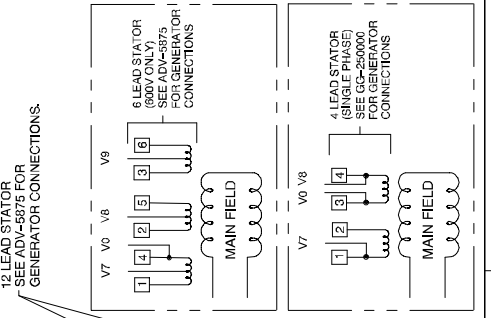 12 LEAD STATOR
SEE ADV-5875 FOR
GENERATOR CONNECTIONS.
6 LEAD STATOR
(600V ONLY)
SEE ADV-5875
FOR GENERATOR
CONNECTIONS
V7 V0 V8 V9
1 4 2 5 3 6
MAIN FIELD
4 LEAD STATOR
(SINGLE PHASE)
SEE GG-250000
FOR GENERATOR
CONNECTIONS
V7 V0 V8
1 2 3 4
MAIN FIELD